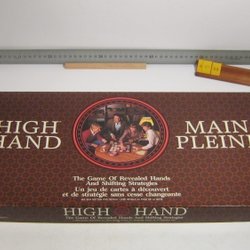 HIGH
HAND
MAIN
PLEINE
The Game Of Revealed Hands
And Shifting Strategies
Un jeu de cartes à découvert
et de stratégie sans cesse changeante
HIGH HAND
The Game Of Revealed Hands And Shifting Strategies